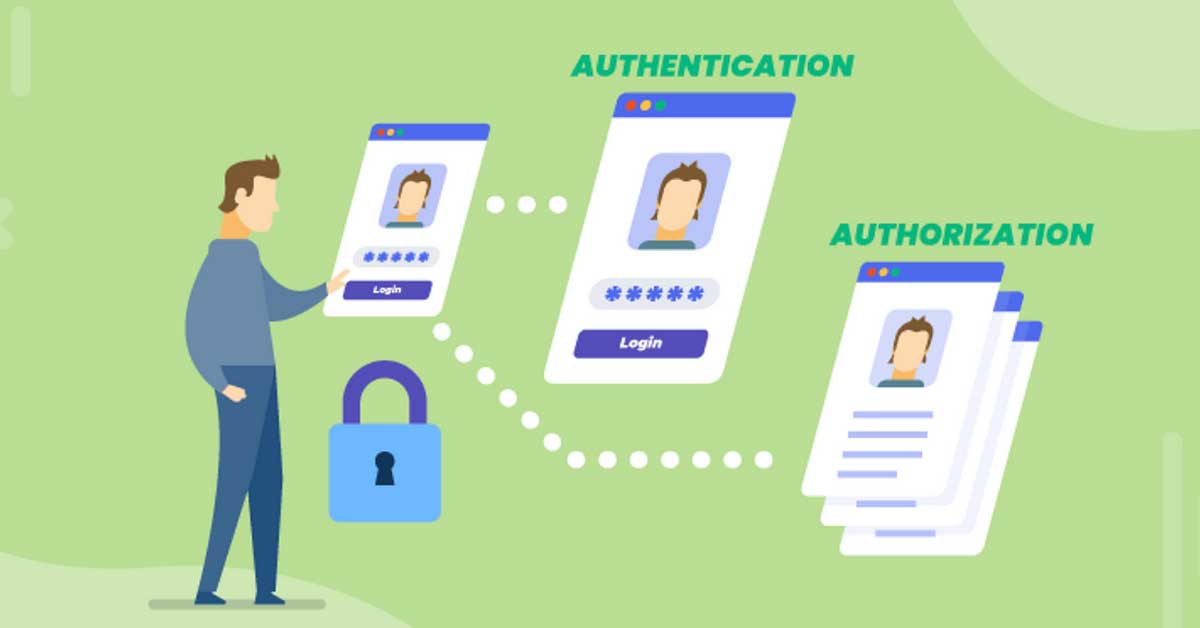 AUTHENTICATION
*****
Login
*****
Login
AUTHORIZATION